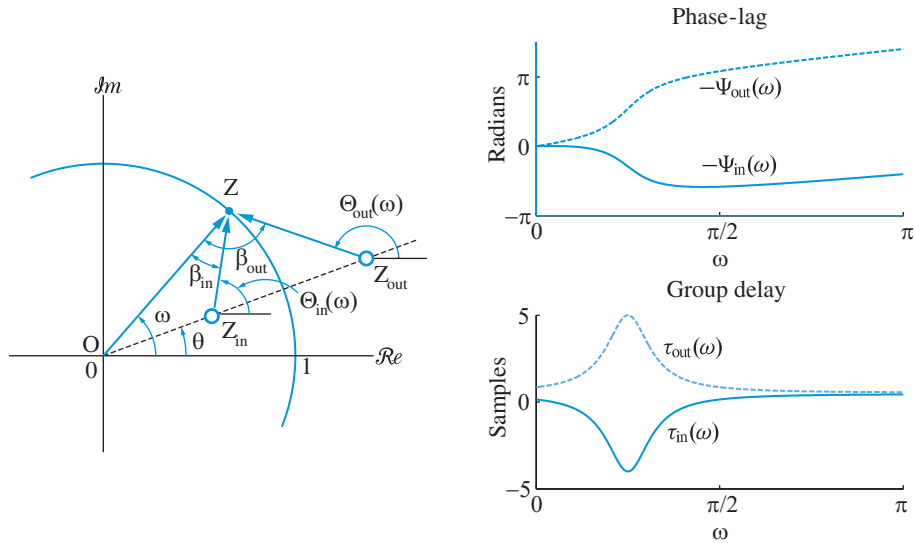 ℐm
Z
Θout(ω)
βout
βin
Zout
Θin(ω)
ω
Zin
O
θ
0
1
ℛe
Phase-lag
π
−Ψout(ω)
Radians
0
−Ψin(ω)
−π
0
π/2
π
ω
Group delay
5
τout(ω)
Samples
0
τin(ω)
−5
0
π/2
π
ω